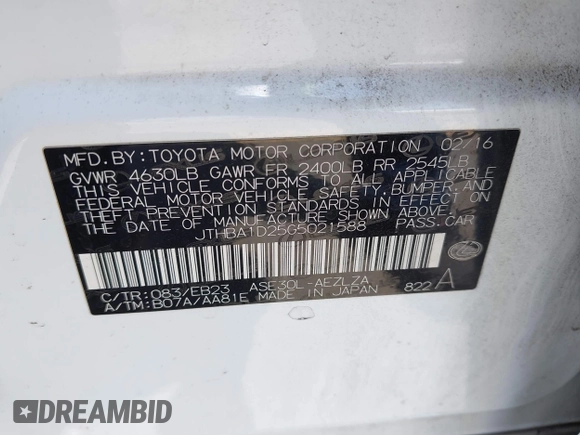 MFD. BY: TOYOTA MOTOR CORPORATION 02/16
GVWR 4630LB GAWR FR 2400LB RR 2545LB
THIS VEHICLE CONFORMS TO ALL APPLICABLE
FEDERAL MOTOR VEHICLE SAFETY, BUMPER, AND
THEFT PREVENTION STANDARDS IN EFFECT ON
THE DATE OF MANUFACTURE SHOWN ABOVE.
JTHBA1D25G5021588 PASS. CAR
C/TR: 083/EB23 ASE30L-AEZLZA
A/TM: B07A/AA81E MADE IN JAPAN 822 A
DREAMBID